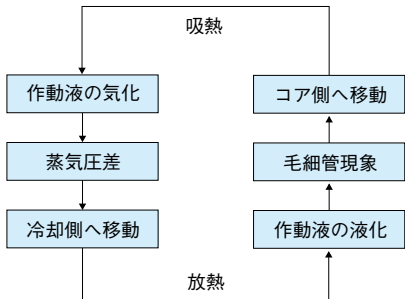 吸熱
作動液の気化
蒸気圧差
冷却側へ移動
コア側へ移動
毛細管現象
作動液の液化
放熱